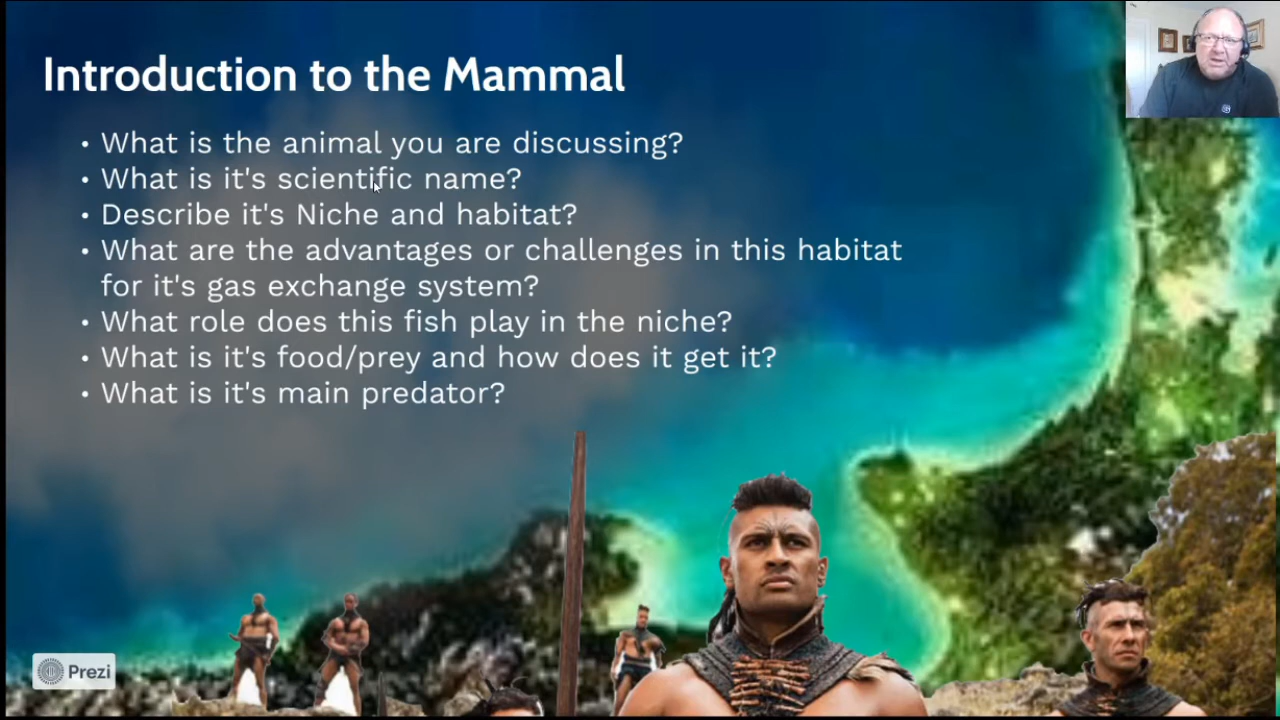 Introduction to the Mammal
• What is the animal you are discussing?
• What is it's scientific name?
• Describe it's Niche and habitat?
• What are the advantages or challenges in this habitat
for it's gas exchange system?
• What role does this fish play in the niche?
• What is it's food/prey and how does it get it?
• What is it's main predator?
Prezi